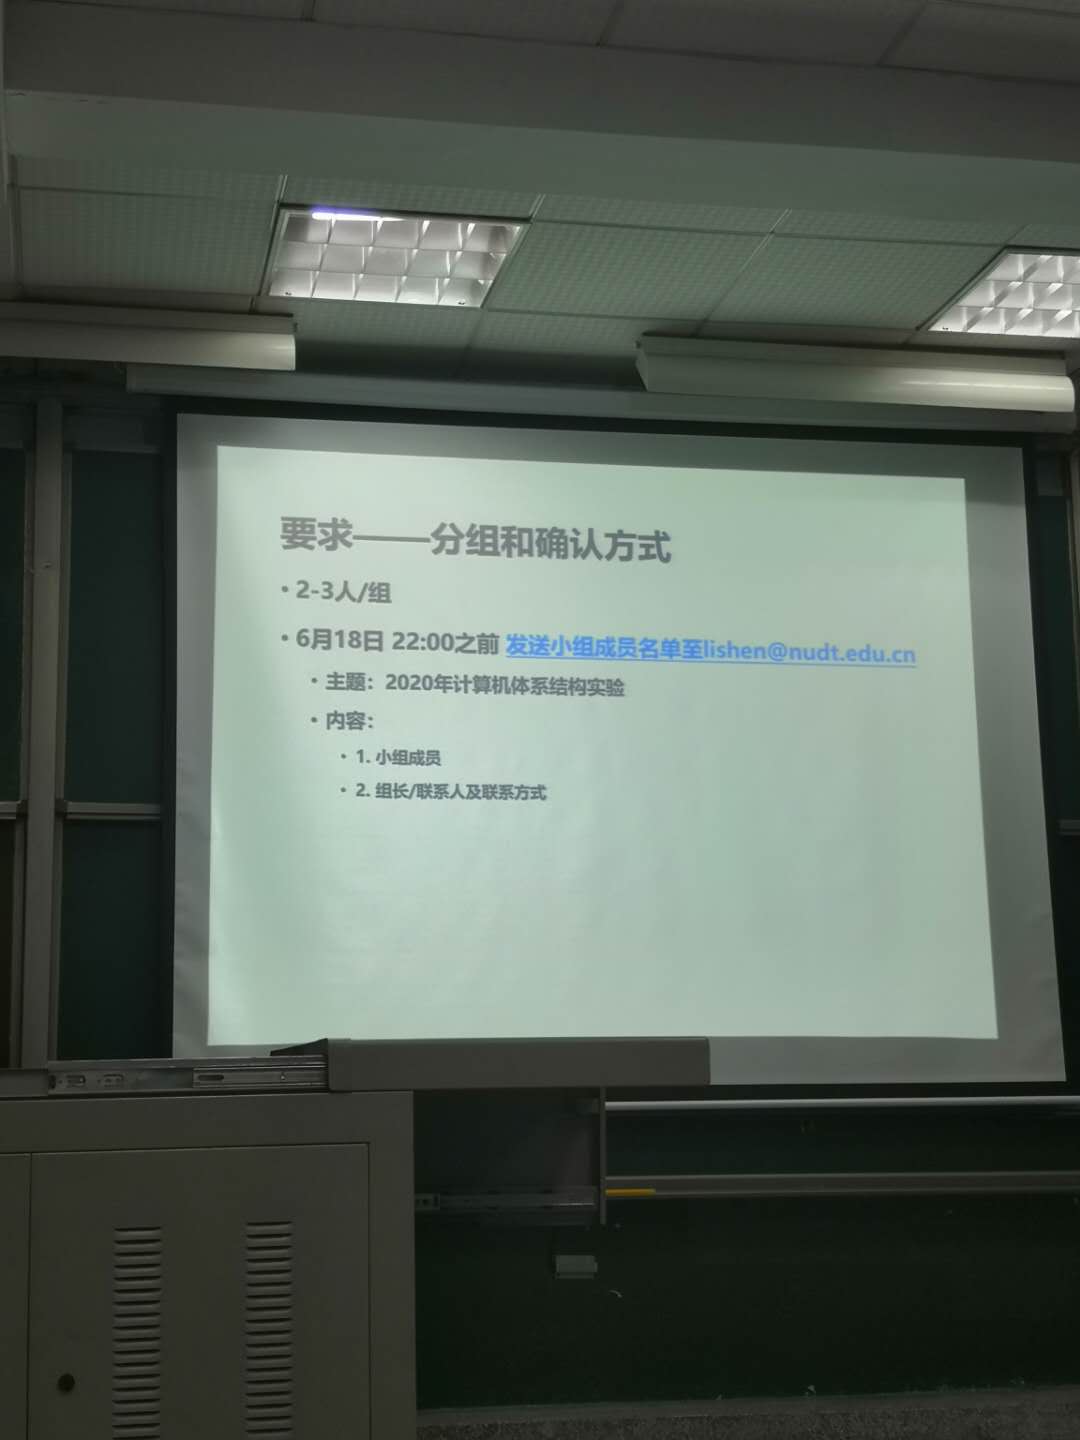 要求——分组和确认方式
• 2-3人/组
• 6月18日 22:00之前 发送小组成员名单至lishen@nudt.edu.cn
• 主题：2020年计算机体系结构实验
• 内容：
• 1. 小组成员
• 2. 组长/联系人及联系方式